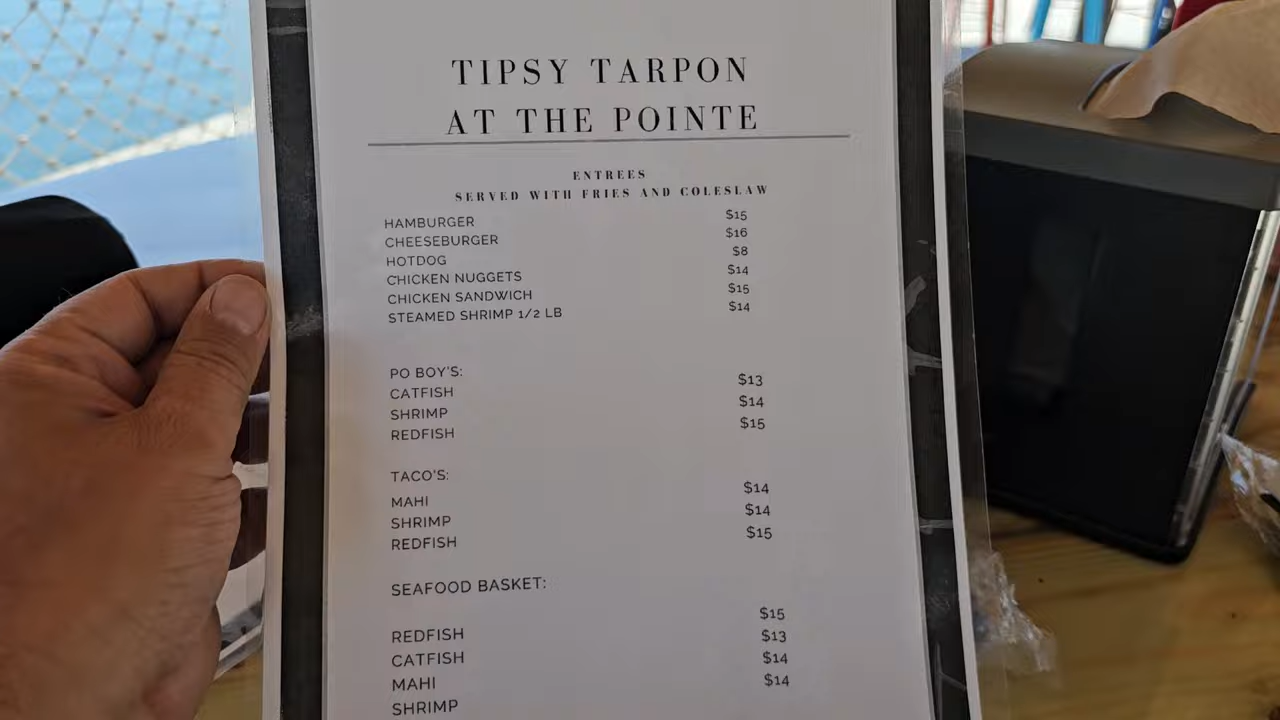 TIPSY TARPON
AT THE POINTE
ENTREES
SERVED WITH FRIES AND COLESLAW
HAMBURGER $15
CHEESEBURGER $16
HOTDOG $8
CHICKEN NUGGETS $14
CHICKEN SANDWICH $15
STEAMED SHRIMP 1/2 LB $14
PO BOY'S:
CATFISH $13
SHRIMP $14
REDFISH $15
TACO'S:
MAHI $14
SHRIMP $14
REDFISH $15
SEAFOOD BASKET:
REDFISH $15
CATFISH $13
MAHI $14
SHRIMP $14